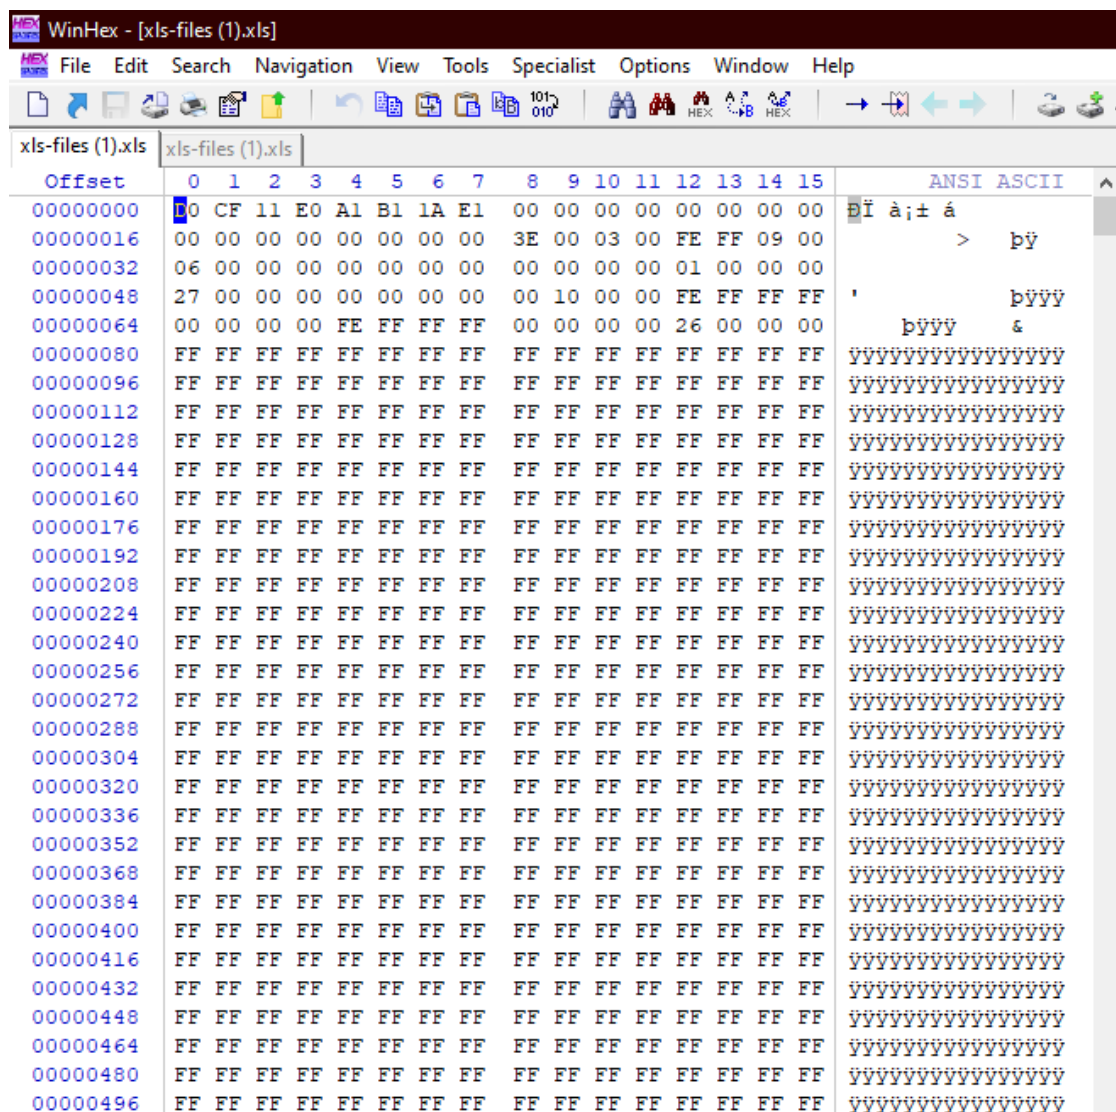 WinHex - [xls-files (1).xls]
File Edit Search Navigation View Tools Specialist Options Window Help
xls-files (1).xls xls-files (1).xls
Offset 0 1 2 3 4 5 6 7 8 9 10 11 12 13 14 15 ANSI ASCII
00000000 D0 CF 11 E0 A1 B1 1A E1 00 00 00 00 00 00 00 00 ÐÏ à¡± á
00000016 00 00 00 00 00 00 00 00 3E 00 03 00 FE FF 09 00 > þÿ
00000032 06 00 00 00 00 00 00 00 00 00 00 00 01 00 00 00
00000048 27 00 00 00 00 00 00 00 00 10 00 00 FE FF FF FF ' þÿÿÿ
00000064 00 00 00 00 FE FF FF FF 00 00 00 00 26 00 00 00 þÿÿÿ &
00000080 FF FF FF FF FF FF FF FF FF FF FF FF FF FF FF FF ÿÿÿÿÿÿÿÿÿÿÿÿÿÿÿÿ
00000096 FF FF FF FF FF FF FF FF FF FF FF FF FF FF FF FF ÿÿÿÿÿÿÿÿÿÿÿÿÿÿÿÿ
00000112 FF FF FF FF FF FF FF FF FF FF FF FF FF FF FF FF ÿÿÿÿÿÿÿÿÿÿÿÿÿÿÿÿ
00000128 FF FF FF FF FF FF FF FF FF FF FF FF FF FF FF FF ÿÿÿÿÿÿÿÿÿÿÿÿÿÿÿÿ
00000144 FF FF FF FF FF FF FF FF FF FF FF FF FF FF FF FF ÿÿÿÿÿÿÿÿÿÿÿÿÿÿÿÿ
00000160 FF FF FF FF FF FF FF FF FF FF FF FF FF FF FF FF ÿÿÿÿÿÿÿÿÿÿÿÿÿÿÿÿ
00000176 FF FF FF FF FF FF FF FF FF FF FF FF FF FF FF FF ÿÿÿÿÿÿÿÿÿÿÿÿÿÿÿÿ
00000192 FF FF FF FF FF FF FF FF FF FF FF FF FF FF FF FF ÿÿÿÿÿÿÿÿÿÿÿÿÿÿÿÿ
00000208 FF FF FF FF FF FF FF FF FF FF FF FF FF FF FF FF ÿÿÿÿÿÿÿÿÿÿÿÿÿÿÿÿ
00000224 FF FF FF FF FF FF FF FF FF FF FF FF FF FF FF FF ÿÿÿÿÿÿÿÿÿÿÿÿÿÿÿÿ
00000240 FF FF FF FF FF FF FF FF FF FF FF FF FF FF FF FF ÿÿÿÿÿÿÿÿÿÿÿÿÿÿÿÿ
00000256 FF FF FF FF FF FF FF FF FF FF FF FF FF FF FF FF ÿÿÿÿÿÿÿÿÿÿÿÿÿÿÿÿ
00000272 FF FF FF FF FF FF FF FF FF FF FF FF FF FF FF FF ÿÿÿÿÿÿÿÿÿÿÿÿÿÿÿÿ
00000288 FF FF FF FF FF FF FF FF FF FF FF FF FF FF FF FF ÿÿÿÿÿÿÿÿÿÿÿÿÿÿÿÿ
00000304 FF FF FF FF FF FF FF FF FF FF FF FF FF FF FF FF ÿÿÿÿÿÿÿÿÿÿÿÿÿÿÿÿ
00000320 FF FF FF FF FF FF FF FF FF FF FF FF FF FF FF FF ÿÿÿÿÿÿÿÿÿÿÿÿÿÿÿÿ
00000336 FF FF FF FF FF FF FF FF FF FF FF FF FF FF FF FF ÿÿÿÿÿÿÿÿÿÿÿÿÿÿÿÿ
00000352 FF FF FF FF FF FF FF FF FF FF FF FF FF FF FF FF ÿÿÿÿÿÿÿÿÿÿÿÿÿÿÿÿ
00000368 FF FF FF FF FF FF FF FF FF FF FF FF FF FF FF FF ÿÿÿÿÿÿÿÿÿÿÿÿÿÿÿÿ
00000384 FF FF FF FF FF FF FF FF FF FF FF FF FF FF FF FF ÿÿÿÿÿÿÿÿÿÿÿÿÿÿÿÿ
00000400 FF FF FF FF FF FF FF FF FF FF FF FF FF FF FF FF ÿÿÿÿÿÿÿÿÿÿÿÿÿÿÿÿ
00000416 FF FF FF FF FF FF FF FF FF FF FF FF FF FF FF FF ÿÿÿÿÿÿÿÿÿÿÿÿÿÿÿÿ
00000432 FF FF FF FF FF FF FF FF FF FF FF FF FF FF FF FF ÿÿÿÿÿÿÿÿÿÿÿÿÿÿÿÿ
00000448 FF FF FF FF FF FF FF FF FF FF FF FF FF FF FF FF ÿÿÿÿÿÿÿÿÿÿÿÿÿÿÿÿ
00000464 FF FF FF FF FF FF FF FF FF FF FF FF FF FF FF FF ÿÿÿÿÿÿÿÿÿÿÿÿÿÿÿÿ
00000480 FF FF FF FF FF FF FF FF FF FF FF FF FF FF FF FF ÿÿÿÿÿÿÿÿÿÿÿÿÿÿÿÿ
00000496 FF FF FF FF FF FF FF FF FF FF FF FF FF FF FF FF ÿÿÿÿÿÿÿÿÿÿÿÿÿÿÿÿ